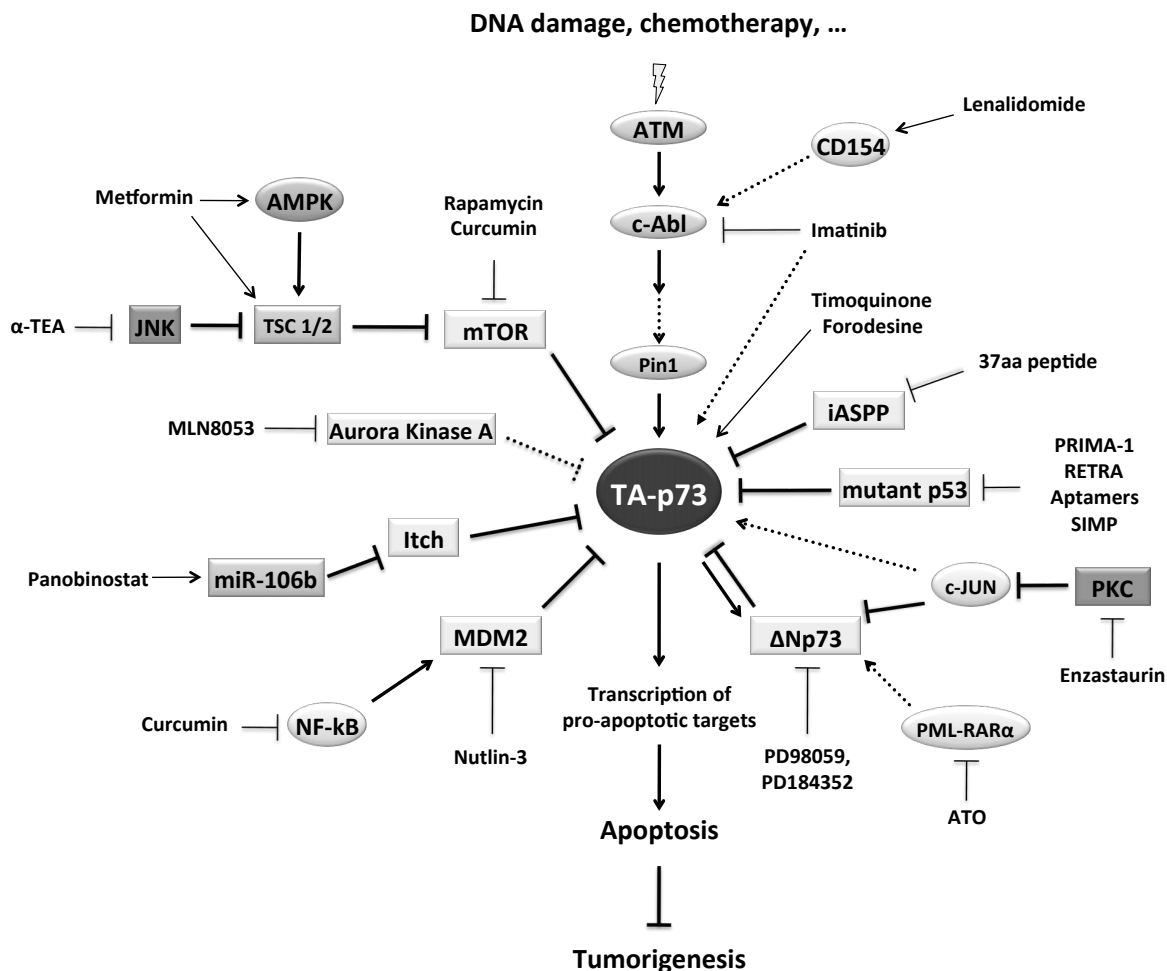 DNA damage, chemotherapy, ...
ATM
Lenalidomide
CD154
Metformin
AMPK
Rapamycin
Curcumin
c-Abl
Imatinib
α-TEA
JNK
TSC 1/2
mTOR
Timoquinone
Forodesine
Pin1
37aa peptide
iASPP
MLN8053
Aurora Kinase A
TA-p73
mutant p53
PRIMA-1
RETRA
Aptamers
SIMP
Itch
Panobinostat
miR-106b
c-JUN
PKC
MDM2
ΔNp73
Enzastaurin
Curcumin
NF-kB
Nutlin-3
Transcription of
pro-apoptotic targets
PD98059,
PD184352
PML-RARα
ATO
Apoptosis
Tumorigenesis